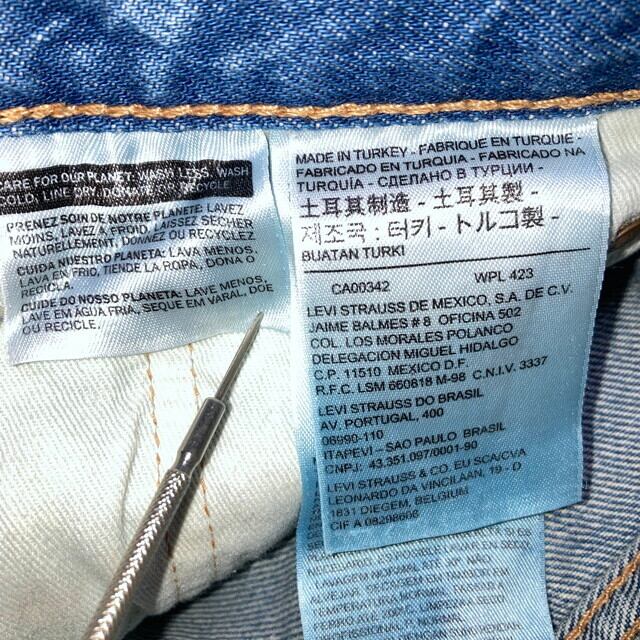 CARE FOR OUR PLANET: WASH LESS, WASH
COLD, LINE DRY, DONATE OR RECYCLE
PRENEZ SOIN DE NOTRE PLANETE: LAVEZ
MOINS, LAVEZ À FROID, LAISSEZ SÉCHER
NATURELLEMENT, DONNEZ OU RECYCLEZ
CUIDA NUESTRO PLANETA: LAVA MENOS,
LAVA EN FRIO, TIENDE LA ROPA, DONA O
RECICLA.
CUIDE DO NOSSO PLANETA: LAVE MENOS,
LAVE EM ÁGUA FRIA, SEQUE EM VARAL, DOE
OU RECICLE.
MADE IN TURKEY - FABRIQUE EN TURQUIE -
FABRICADO EN TURQUIA - FABRICADO NA
TURQUÍA - СДЕЛАНО В ТУРЦИИ -
土耳其制造 - 土耳其製 -
제조국 : 터키 - トルコ製 -
BUATAN TURKI
CA00342 WPL 423
LEVI STRAUSS DE MEXICO, S.A. DE C.V.
JAIME BALMES # 8 OFICINA 502
COL. LOS MORALES POLANCO
DELEGACION MIGUEL HIDALGO
C.P. 11510 MEXICO D.F.
R.F.C. LSM 660618 M-98 C.N.I.V. 3337
LEVI STRAUSS DO BRASIL
AV. PORTUGAL, 400
06990-110
ITAPEVI – SAO PAULO BRASIL
CNPJ: 43.351.097/0001-90
LEVI STRAUSS & CO. EU SCA/CVA
LEONARDO DA VINCILAAN, 19 - D
1831 DIEGEM, BELGIUM
CIF A 08298666
LAVAGEM NORMAL